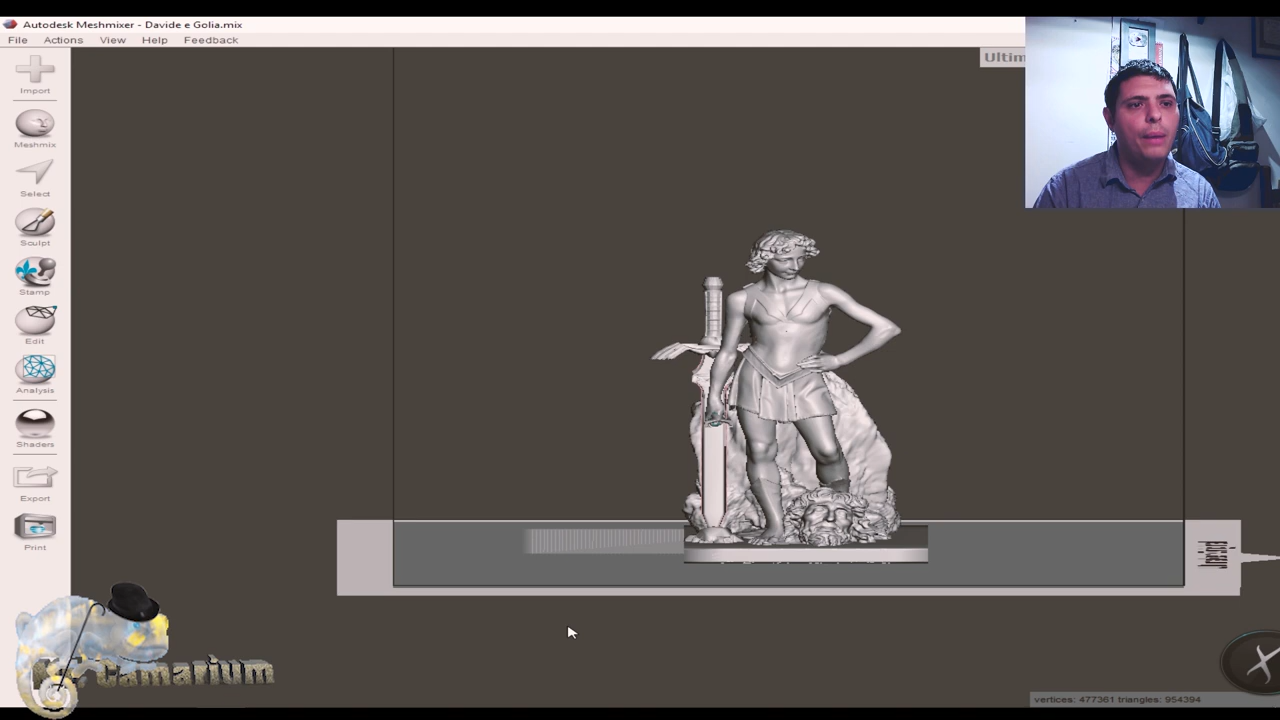 Autodesk Meshmixer - Davide e Golia.mix
File Actions View Help Feedback
Import
Meshmix
Select
Sculpt
Stamp
Edit
Analysis
Shaders
Export
Print
Ultim
Camarium
vertices: 477361 triangles: 954394